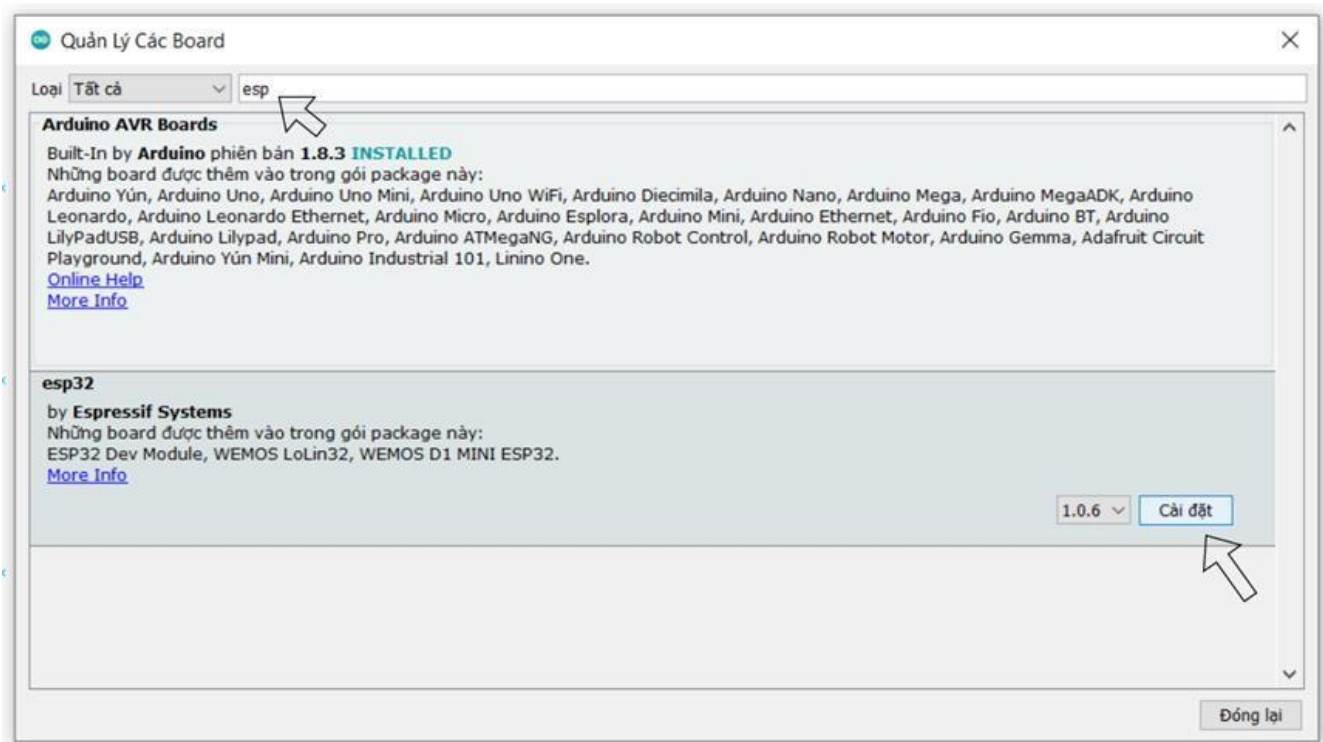 Quản Lý Các Board
Loại Tất cả esp
Arduino AVR Boards
Built-In by Arduino phiên bản 1.8.3 INSTALLED
Những board được thêm vào trong gói package này:
Arduino Yún, Arduino Uno, Arduino Uno Mini, Arduino Uno WiFi, Arduino Diecimila, Arduino Nano, Arduino Mega, Arduino MegaADK, Arduino
Leonardo, Arduino Leonardo Ethernet, Arduino Micro, Arduino Esplora, Arduino Mini, Arduino Ethernet, Arduino Fio, Arduino BT, Arduino
LilyPadUSB, Arduino Lilypad, Arduino Pro, Arduino ATMegaNG, Arduino Robot Control, Arduino Robot Motor, Arduino Gemma, Adafruit Circuit
Playground, Arduino Yún Mini, Arduino Industrial 101, Linino One.
Online Help
More Info
esp32
by Espressif Systems
Những board được thêm vào trong gói package này:
ESP32 Dev Module, WEMOS LoLin32, WEMOS D1 MINI ESP32.
More Info
1.0.6 Cài đặt
Đóng lại